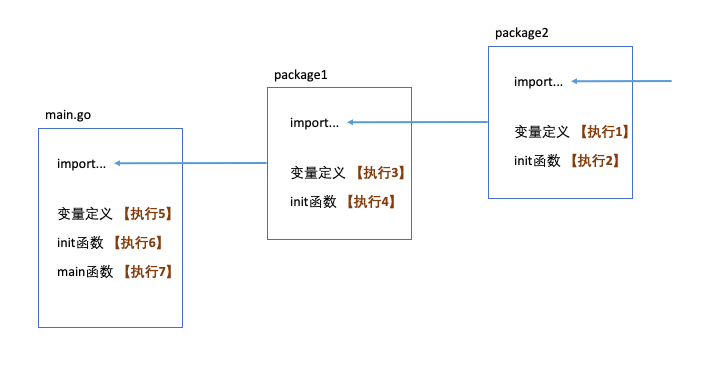 main.go
import...
变量定义【执行5】
init函数【执行6】
main函数【执行7】
package1
import...
变量定义【执行3】
init函数【执行4】
package2
import...
变量定义【执行1】
init函数【执行2】